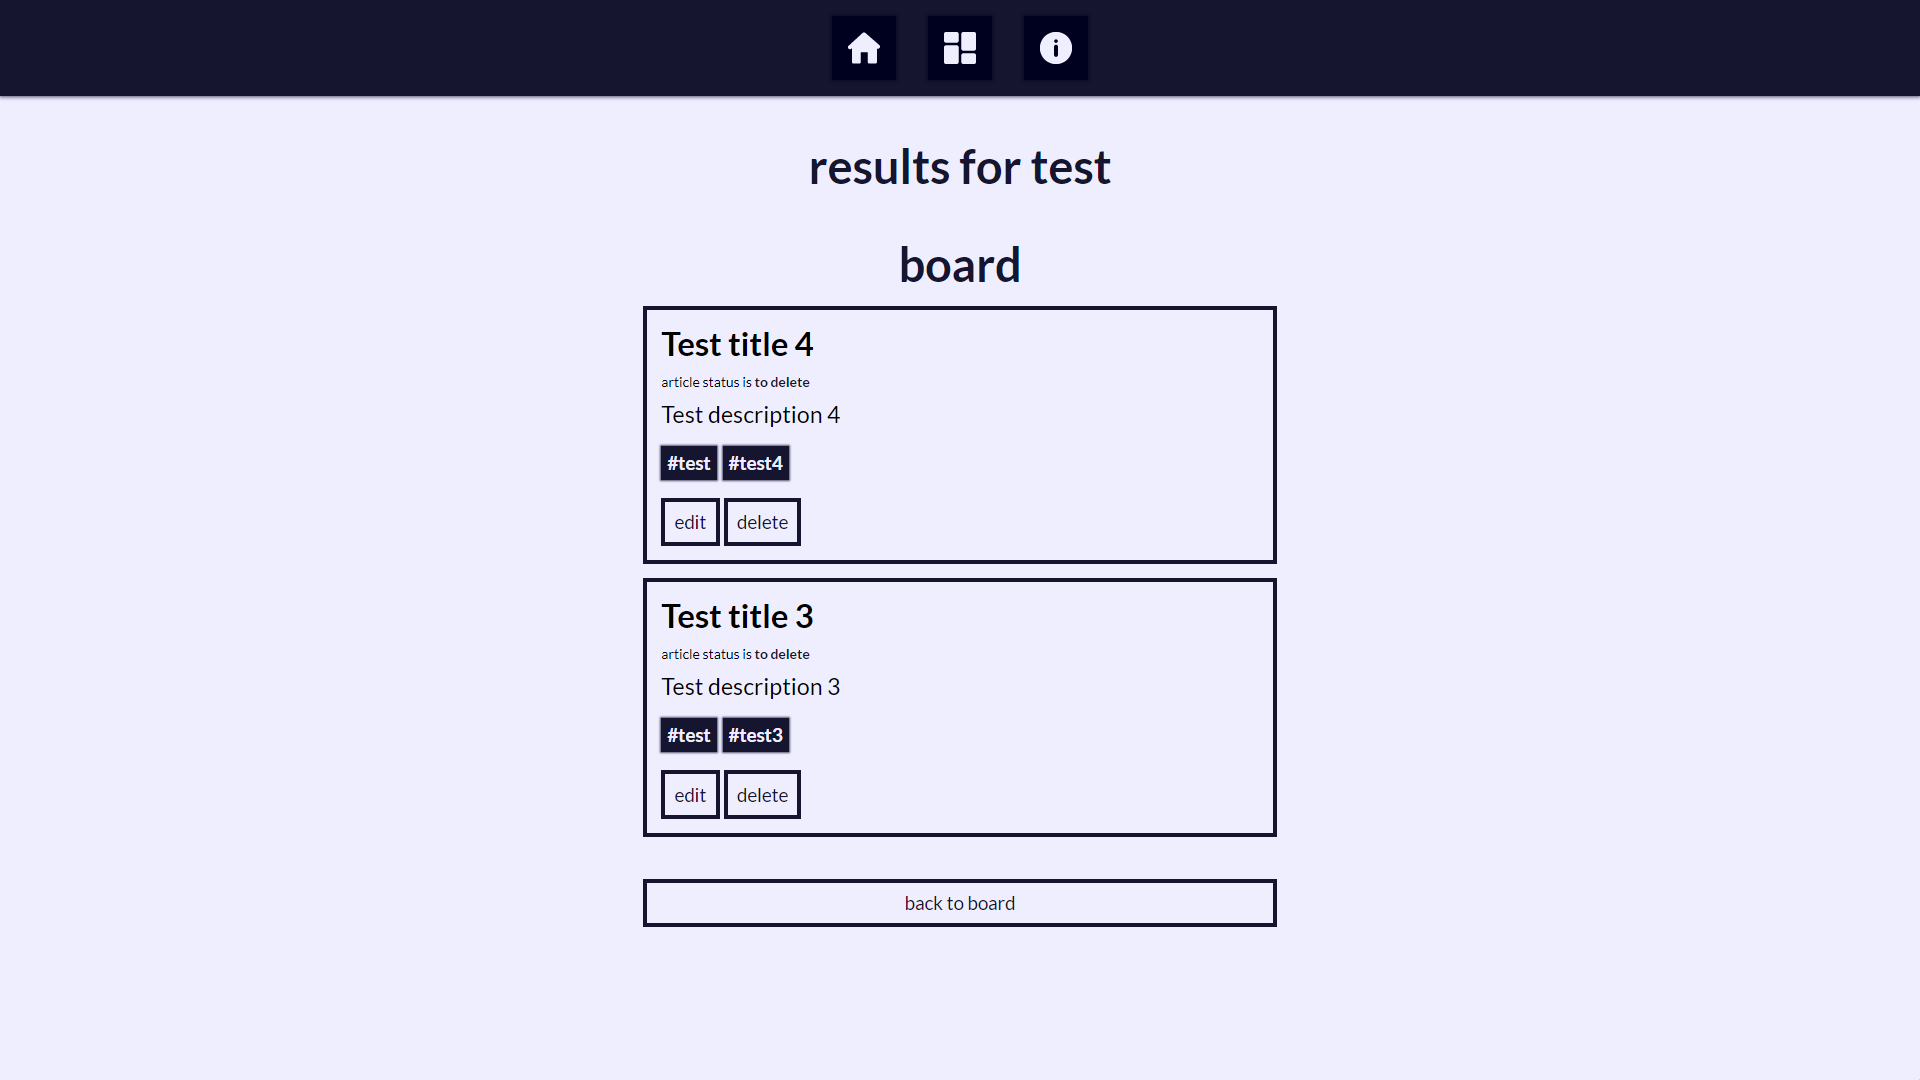 results for test
board
Test title 4
article status is to delete
Test description 4
#test #test4
edit delete
Test title 3
article status is to delete
Test description 3
#test #test3
edit delete
back to board